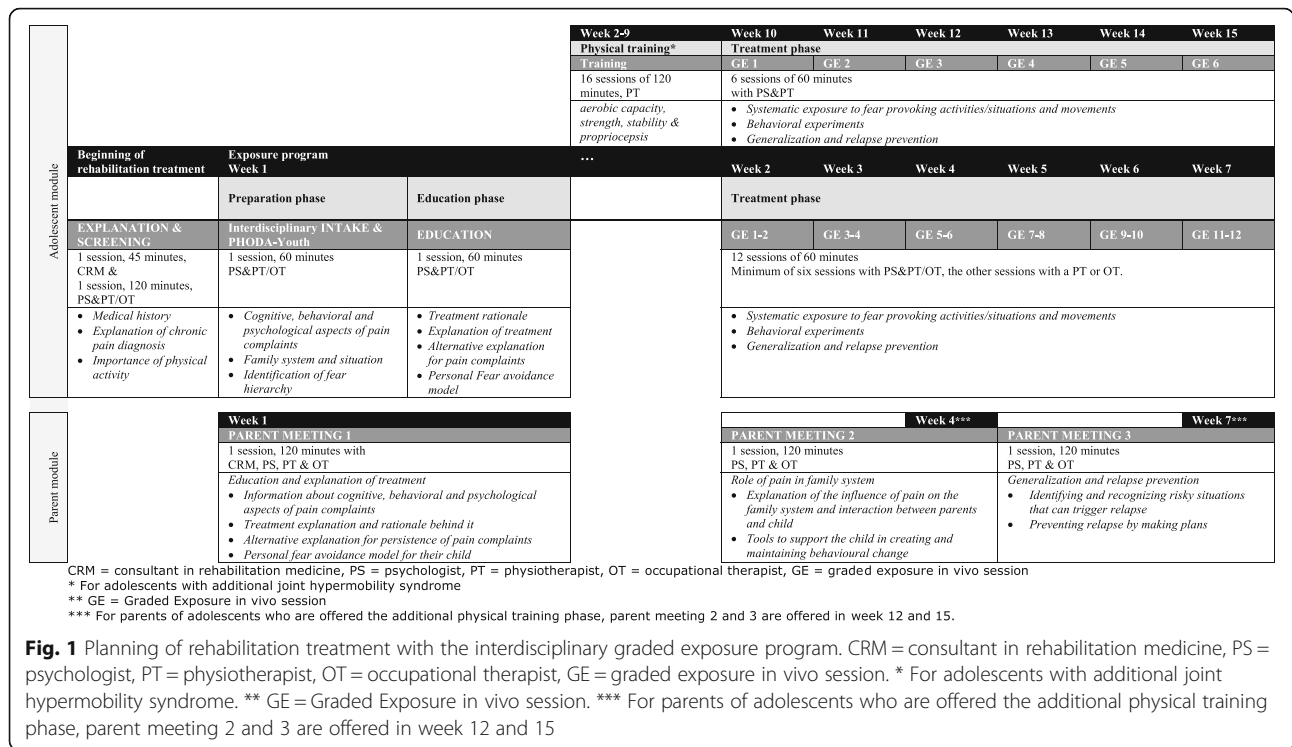 Adolescent module
Week 2-9 Week 10 Week 11 Week 12 Week 13 Week 14 Week 15
Physical training* Treatment phase
Training GE 1 GE 2 GE 3 GE 4 GE 5 GE 6
16 sessions of 120 minutes, PT
6 sessions of 60 minutes
with PS&PT
aerobic capacity,
strength, stability &
propriocepsis
• Systematic exposure to fear provoking activities/situations and movements
• Behavioral experiments
• Generalization and relapse prevention
Beginning of
rehabilitation treatment
Exposure program
Week 1
...
Week 2 Week 3 Week 4 Week 5 Week 6 Week 7
Preparation phase
Education phase
Treatment phase
EXPLANATION &
SCREENING
Interdisciplinary INTAKE &
PHODA-Youth
EDUCATION
GE 1-2 GE 3-4 GE 5-6 GE 7-8 GE 9-10 GE 11-12
1 session, 45 minutes,
CRM &
1 session, 120 minutes,
PS&PT/OT
1 session, 60 minutes
PS&PT/OT
1 session, 60 minutes
PS&PT/OT
12 sessions of 60 minutes
Minimum of six sessions with PS&PT/OT, the other sessions with a PT or OT.
• Medical history
• Explanation of chronic
pain diagnosis
• Importance of physical
activity
• Cognitive, behavioral and
psychological aspects of pain
complaints
• Family system and situation
• Identification of fear
hierarchy
• Treatment rationale
• Explanation of treatment
• Alternative explanation
for pain complaints
• Personal Fear avoidance
model
• Systematic exposure to fear provoking activities/situations and movements
• Behavioral experiments
• Generalization and relapse prevention
Parent module
Week 1
PARENT MEETING 1
1 session, 120 minutes with
CRM, PS, PT & OT
Education and explanation of treatment
• Information about cognitive, behavioral and psychological
aspects of pain complaints
• Treatment explanation and rationale behind it
• Alternative explanation for persistence of pain complaints
• Personal fear avoidance model for their child
Week 4***
PARENT MEETING 2
1 session, 120 minutes
PS, PT & OT
Role of pain in family system
• Explanation of the influence of pain on the
family system and interaction between parents
and child
• Tools to support the child in creating and
maintaining behavioural change
Week 7***
PARENT MEETING 3
1 session, 120 minutes
PS, PT & OT
Generalization and relapse prevention
• Identifying and recognizing risky situations
that can trigger relapse
• Preventing relapse by making plans
CRM = consultant in rehabilitation medicine, PS = psychologist, PT = physiotherapist, OT = occupational therapist, GE = graded exposure in vivo session
* For adolescents with additional joint hypermobility syndrome
** GE = Graded Exposure in vivo session
*** For parents of adolescents who are offered the additional physical training phase, parent meeting 2 and 3 are offered in week 12 and 15.
Fig. 1 Planning of rehabilitation treatment with the interdisciplinary graded exposure program. CRM = consultant in rehabilitation medicine, PS =
psychologist, PT = physiotherapist, OT = occupational therapist, GE = graded exposure in vivo session. * For adolescents with additional joint
hypermobility syndrome. ** GE = Graded Exposure in vivo session. *** For parents of adolescents who are offered the additional physical training
phase, parent meeting 2 and 3 are offered in week 12 and 15